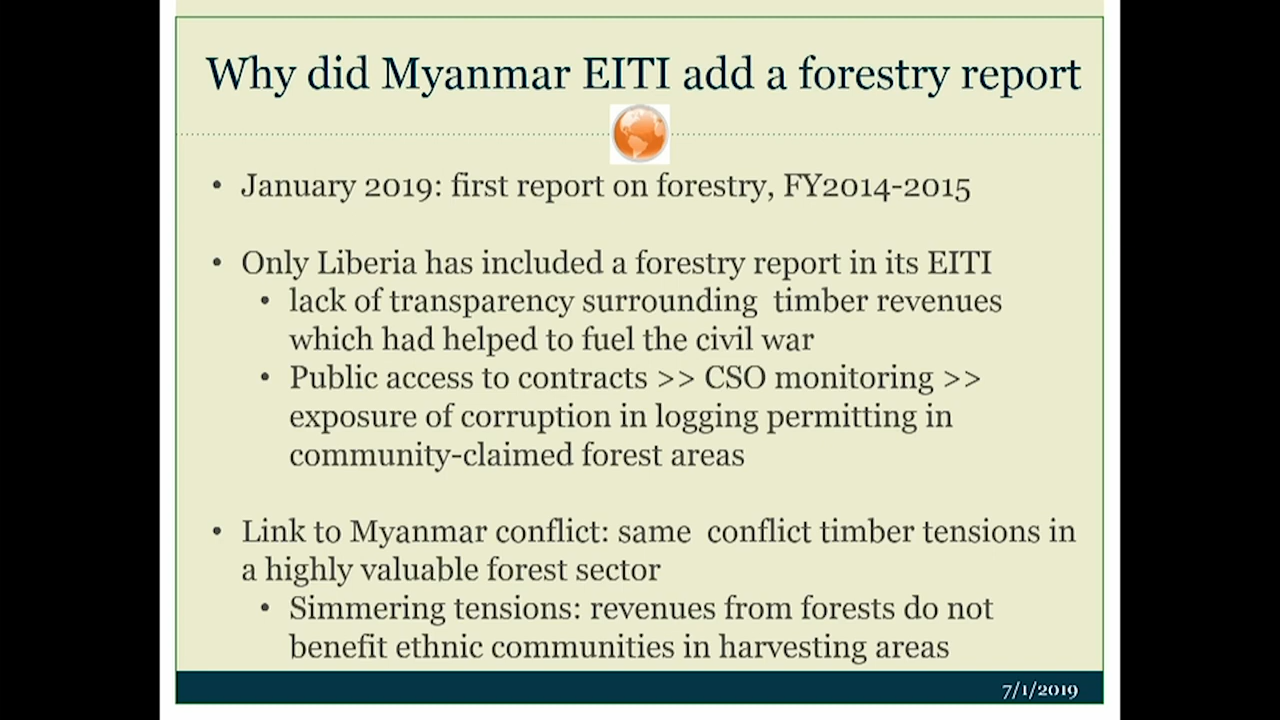 Why did Myanmar EITI add a forestry report
• January 2019: first report on forestry, FY2014-2015
• Only Liberia has included a forestry report in its EITI
• lack of transparency surrounding  timber revenues
which had helped to fuel the civil war
• Public access to contracts >> CSO monitoring >>
exposure of corruption in logging permitting in
community-claimed forest areas
• Link to Myanmar conflict: same  conflict timber tensions in
a highly valuable forest sector
• Simmering tensions: revenues from forests do not
benefit ethnic communities in harvesting areas
7/1/2019